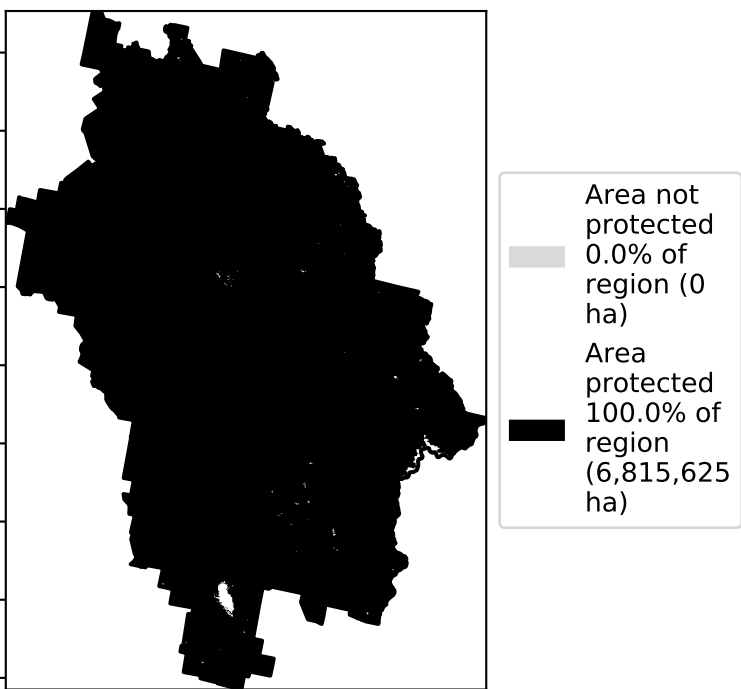 Area not
protected
0.0% of
region (0
ha)
Area
protected
100.0% of
region
(6,815,625
ha)